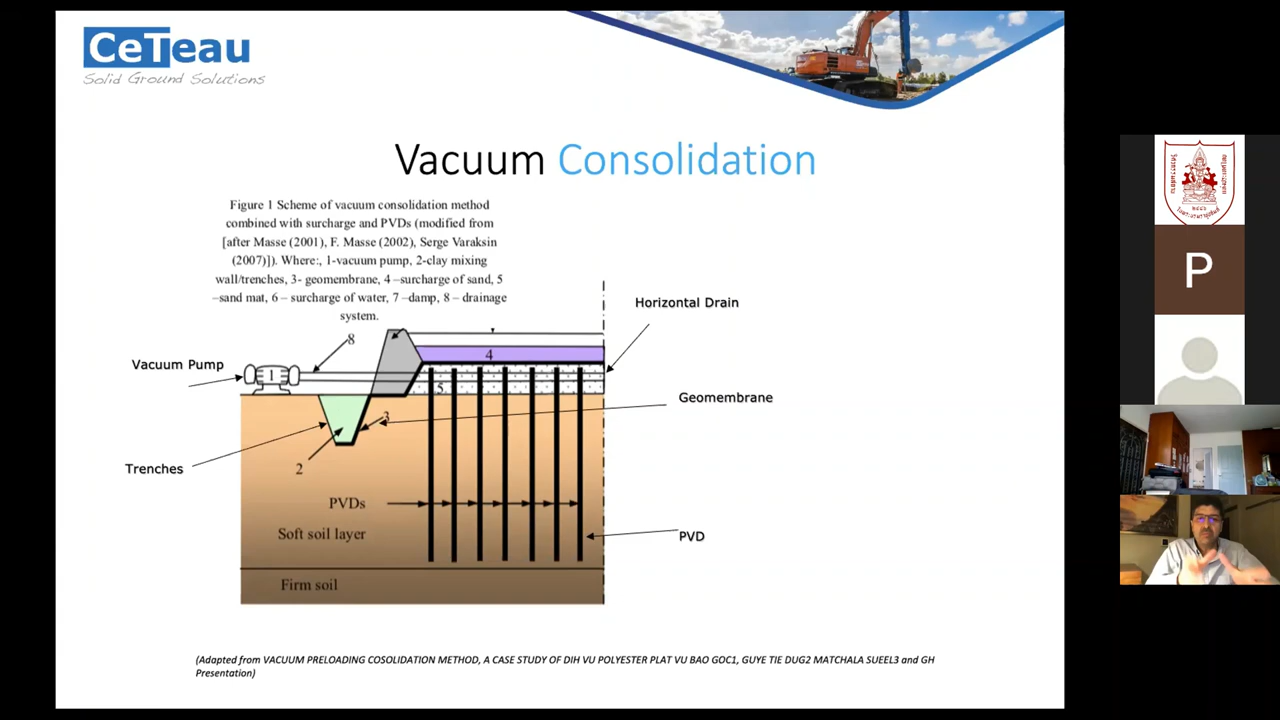 CeTeau
Solid Ground Solutions
Vacuum Consolidation
Figure 1 Scheme of vacuum consolidation method
combined with surcharge and PVDs (modified from
[after Masse (2001), F. Masse (2002), Serge Varaksin
(2007)]). Where:, 1-vacuum pump, 2-clay mixing
wall/trenches, 3- geomembrane, 4 –surcharge of sand, 5
–sand mat, 6 – surcharge of water, 7 –damp, 8 – drainage
system.
Horizontal Drain
8
4
Vacuum Pump
1
5
Geomembrane
3
Trenches
2
PVDs
Soft soil layer
PVD
Firm soil
(Adapted from VACUUM PRELOADING COSOLIDATION METHOD, A CASE STUDY OF DIH VU POLYESTER PLAT VU BAO GOC1, GUYE TIE DUG2 MATCHALA SUEEL3 and GH
Presentation)
P